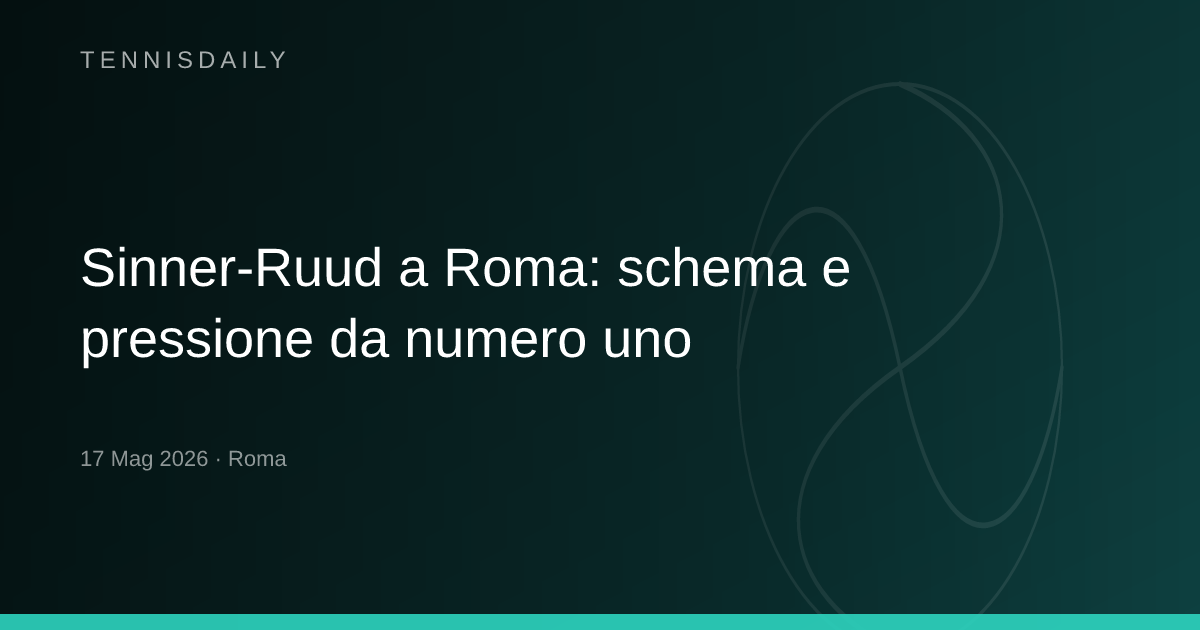 TENNISDAILY
Sinner-Ruud a Roma: schema e
pressione da numero uno
17 Mag 2026 · Roma